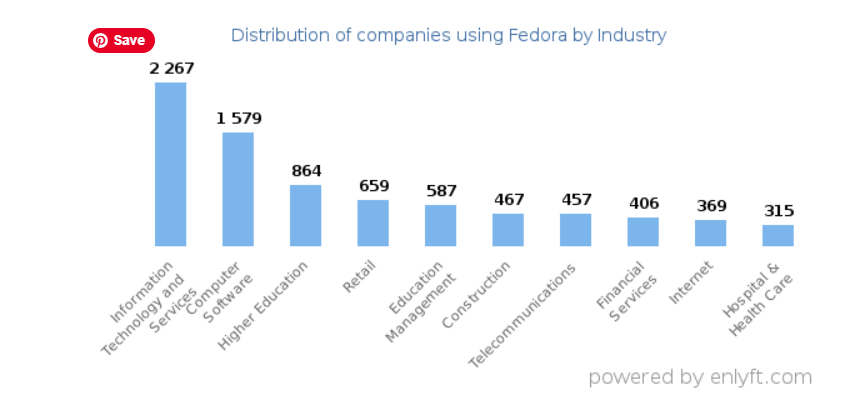 Save
Distribution of companies using Fedora by Industry
2 267
1 579
864
659
587
467
457
406
369
315
Information
Technology and
Services
Computer
Software
Higher Education
Retail
Education
Management
Construction
Telecommunications
Financial
Services
Internet
Hospital &
Health Care
powered by enlyft.com